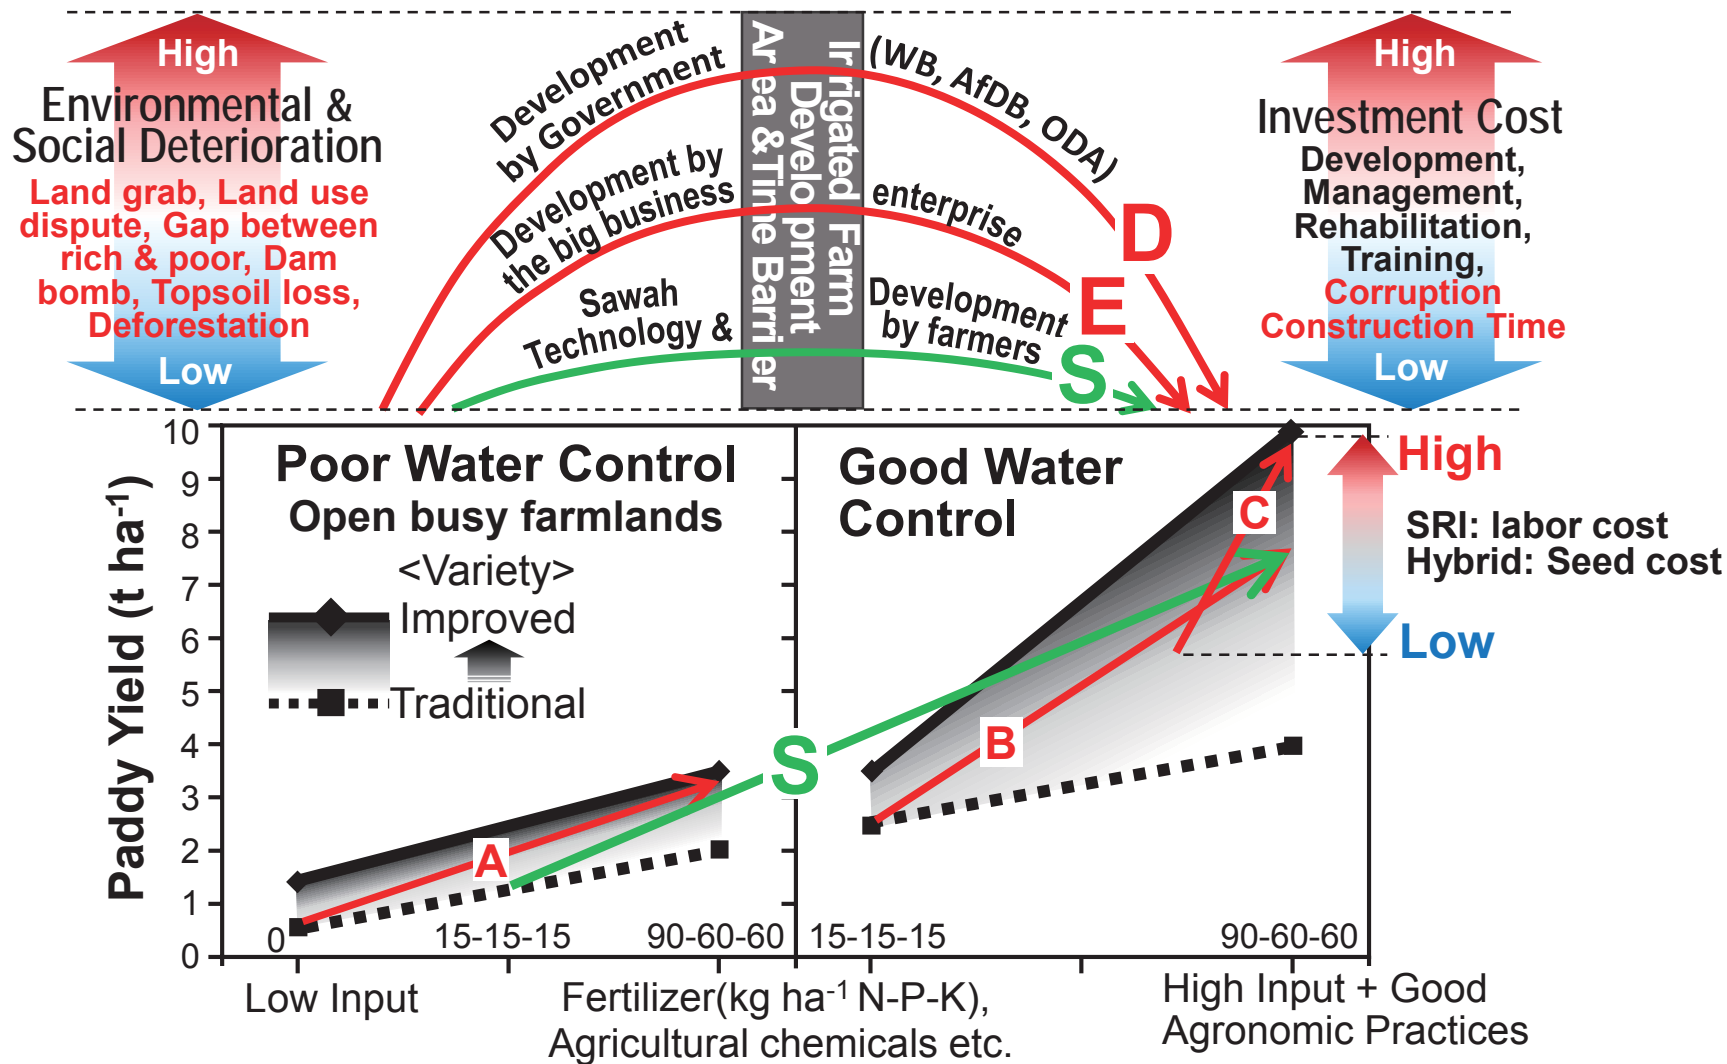 High
Environmental &
Social Deterioration
Land grab, Land use
dispute, Gap between
rich & poor, Dam
bomb, Topsoil loss,
Deforestation
Low
Development
by Government
(WB, AfDB, ODA)
Development by
the big business
enterprise
Sawah
Technology &
Development
by farmers
Irrigated Farm
Development
Area &Time Barrier
D
E
S
High
Investment Cost
Development,
Management,
Rehabilitation,
Training,
Corruption
Construction Time
Low
Paddy Yield (t ha-1)
10
9
8
7
6
5
4
3
2
1
0
Poor Water Control
Open busy farmlands
<Variety>
Improved
Traditional
Good Water
Control
A
S
B
C
High
SRI: labor cost
Hybrid: Seed cost
Low
0
15-15-15
90-60-60
15-15-15
90-60-60
Low Input
Fertilizer(kg ha-1 N-P-K),
Agricultural chemicals etc.
High Input + Good
Agronomic Practices